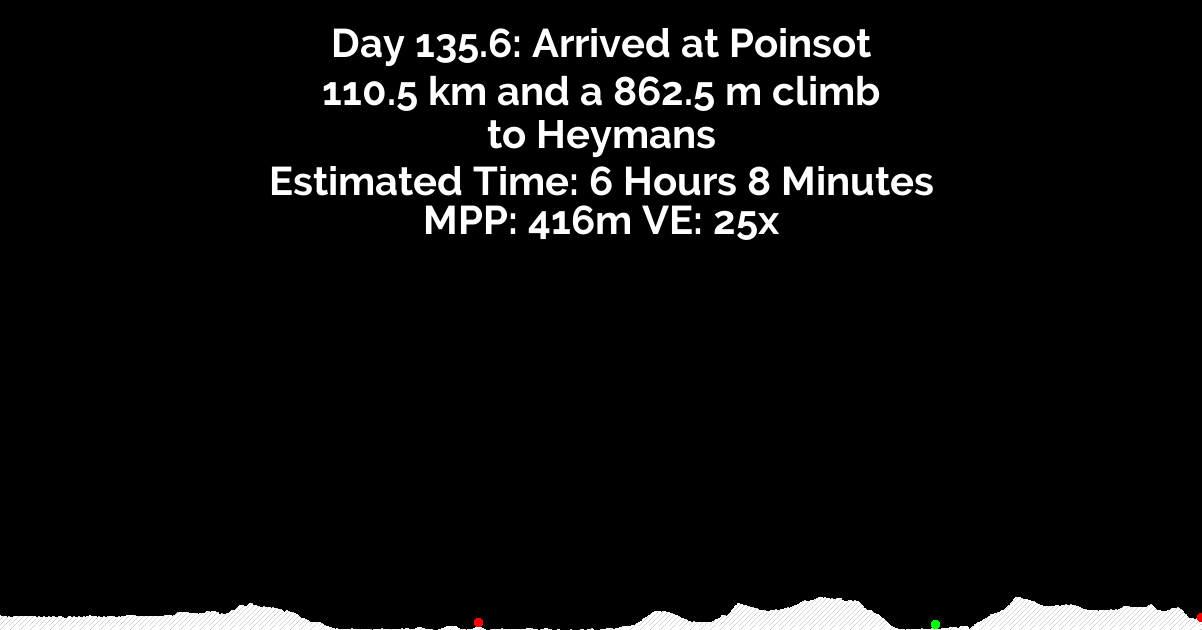 Day 135.6: Arrived at Poinsot
110.5 km and a 862.5 m climb
to Heymans
Estimated Time: 6 Hours 8 Minutes
MPP: 416m VE: 25x